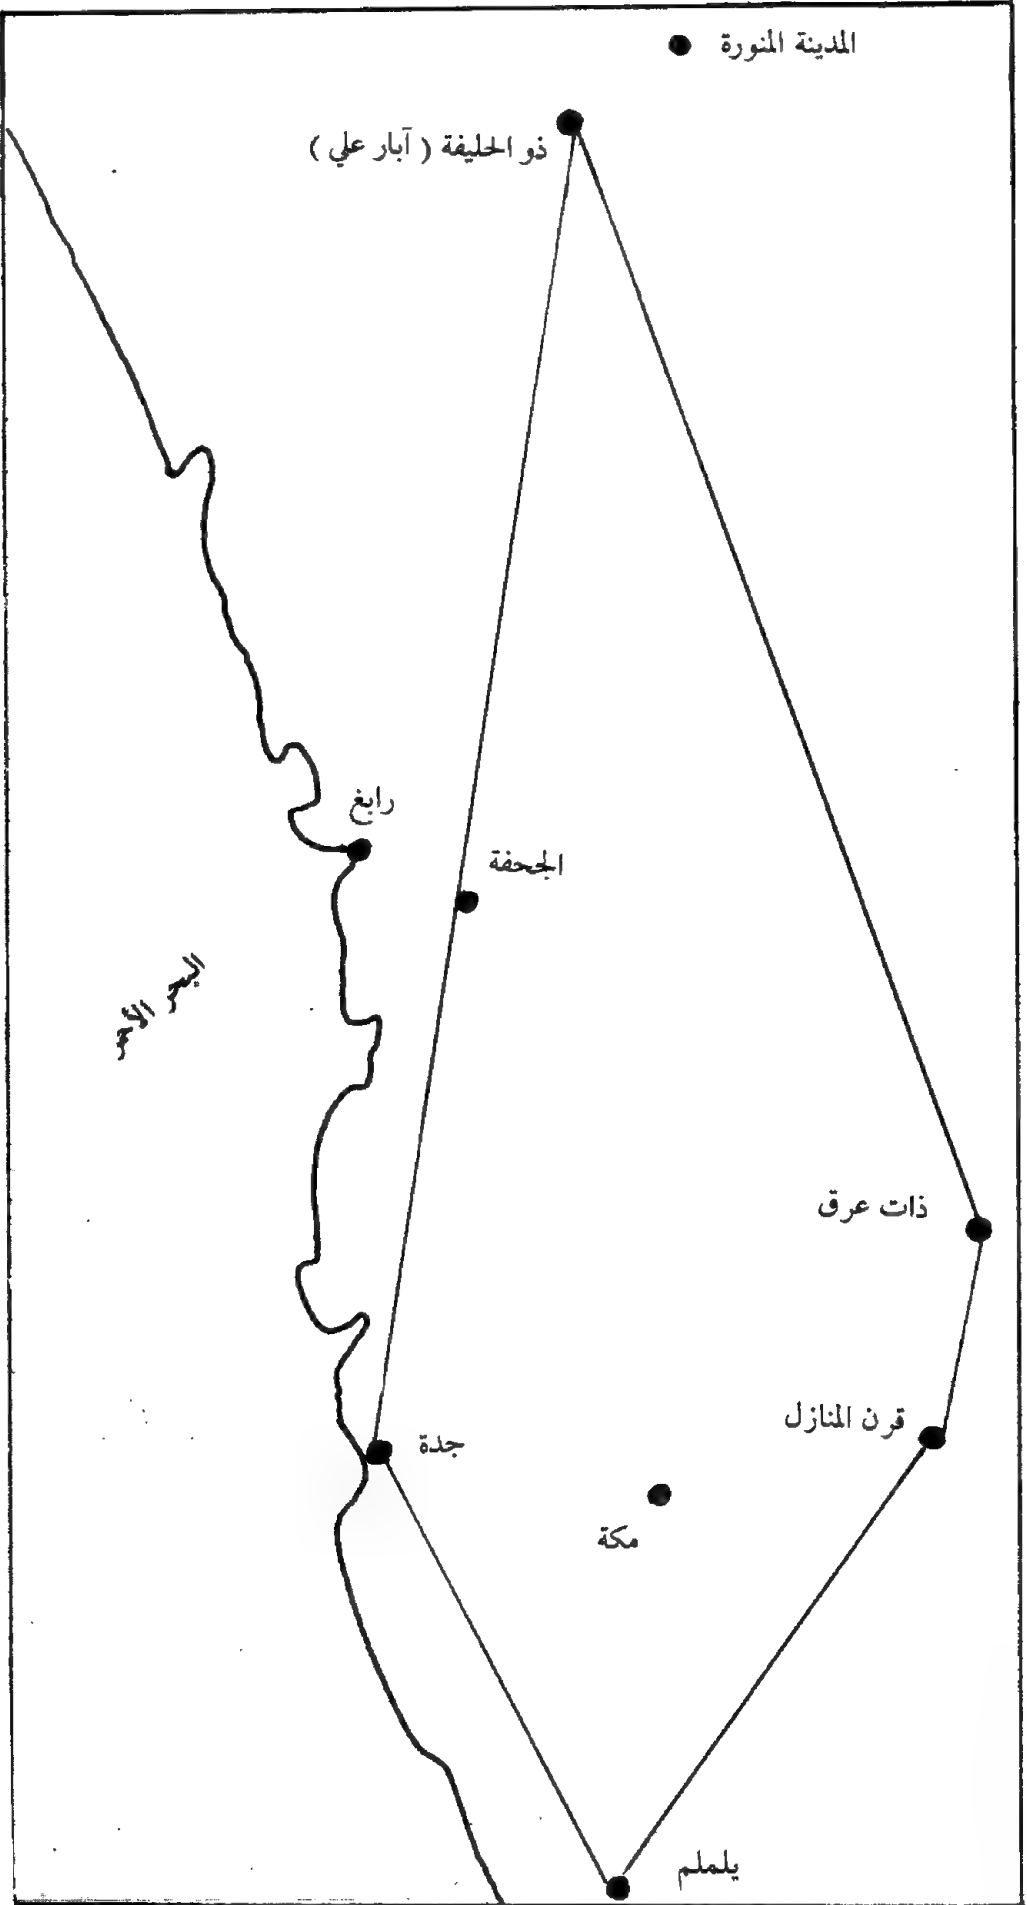 المدينة المنورة
ذو الحليفة ( آبار علي )
رابغ
الجحفة
البحر الأحمر
ذات عرق
قرن المنازل
جدة
مكة
يلملم